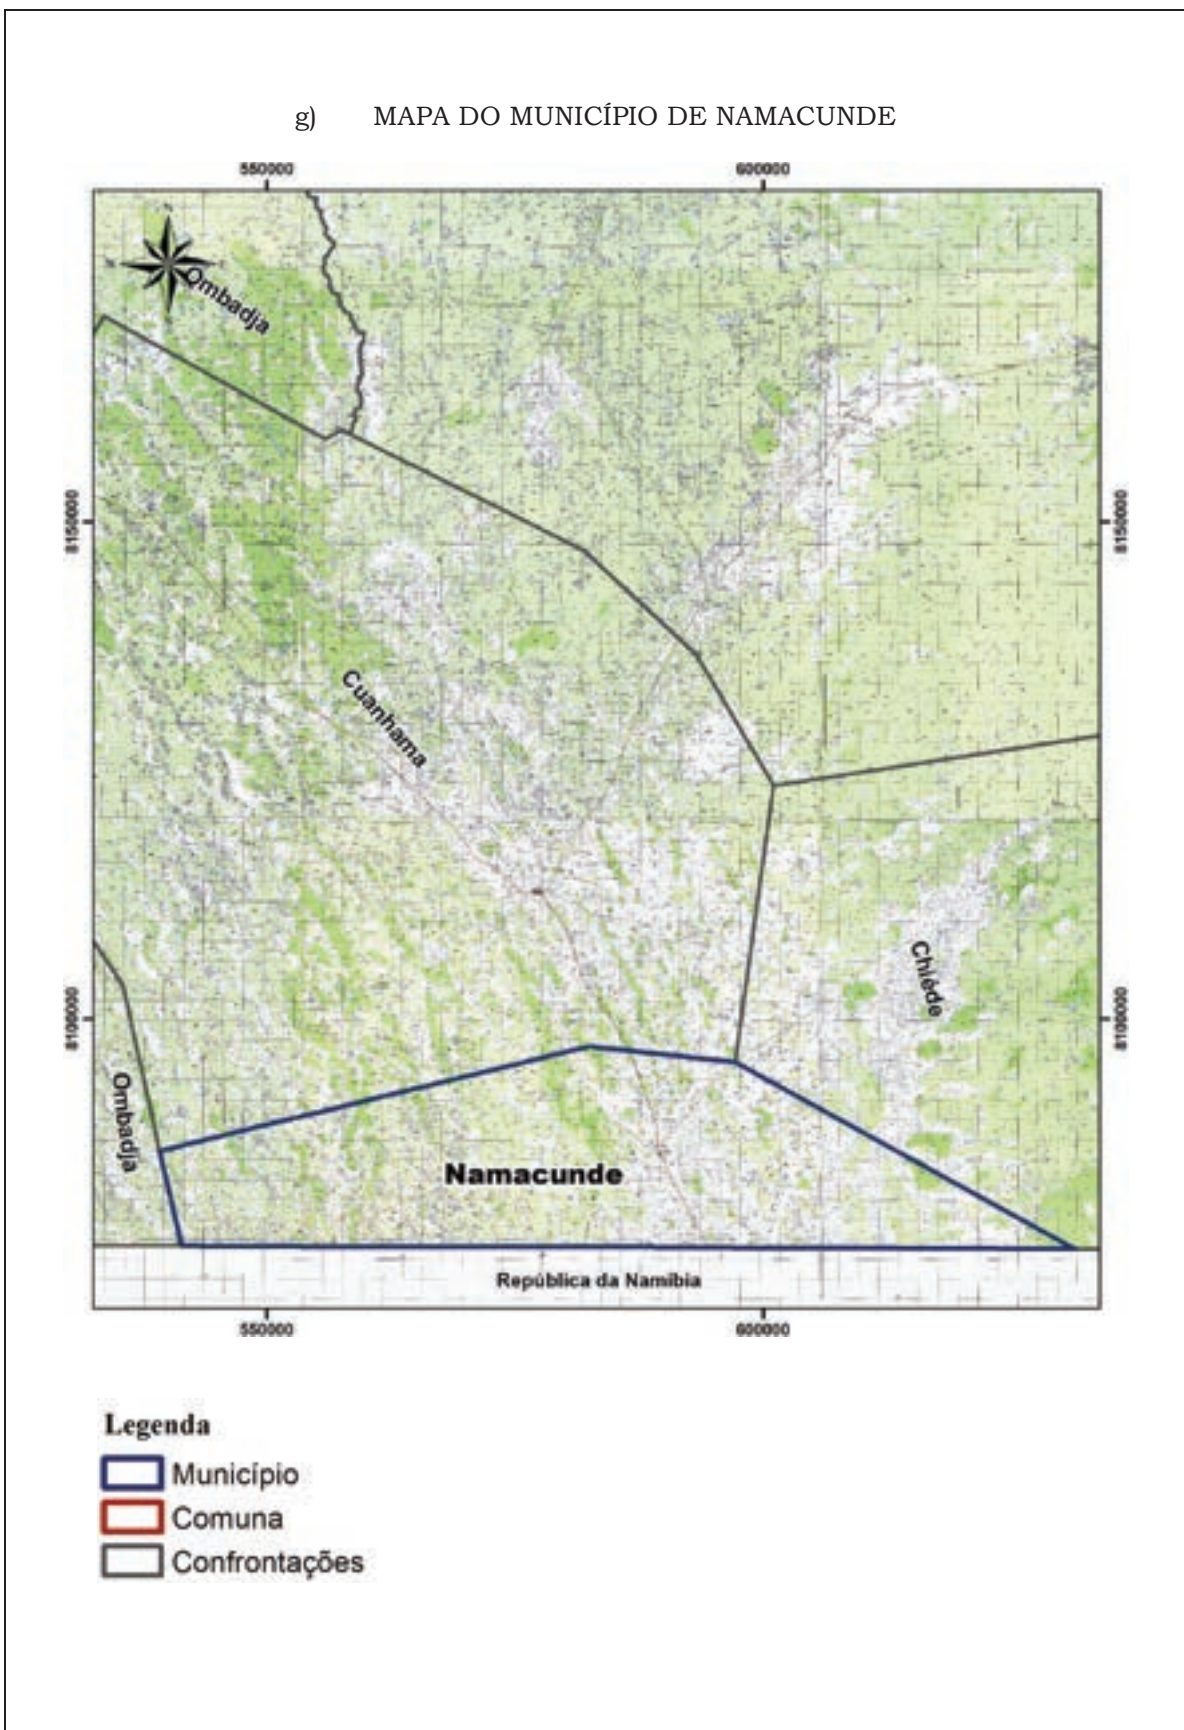 g) MAPA DO MUNICÍPIO DE NAMACUNDE
550000 600000
Ombadja
8150000 8150000
Cuanhama
Chiéde
8100000 8100000
Ombadja
Namacunde
República da Namíbia
550000 600000
Legenda
Município
Comuna
Confrontações